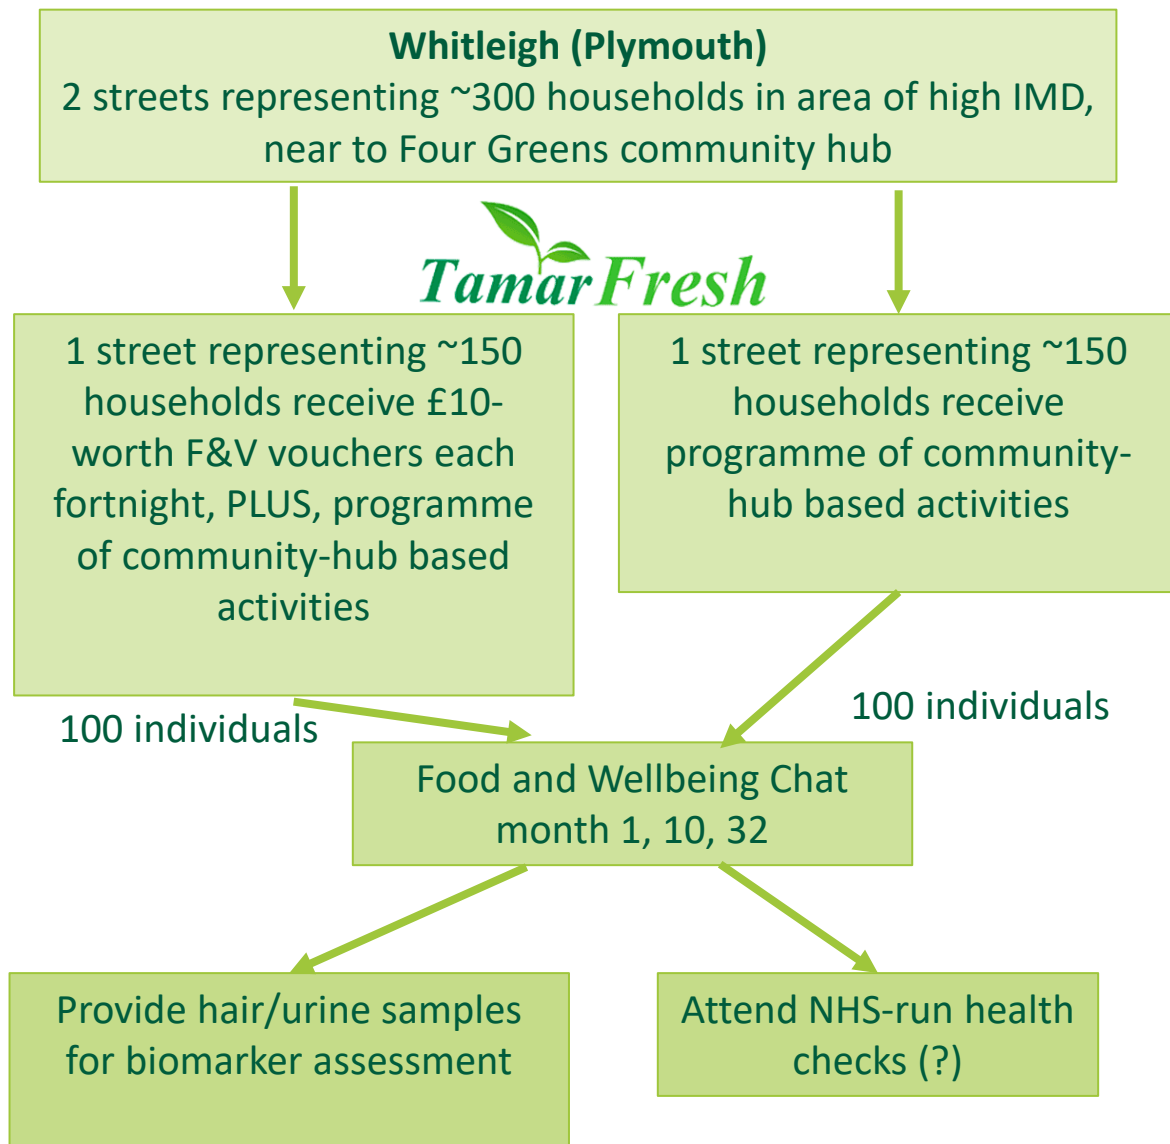 Whitleigh (Plymouth)
2 streets representing ~300 households in area of high IMD,
near to Four Greens community hub
Tamar Fresh
1 street representing ~150
households receive £10-
worth F&V vouchers each
fortnight, PLUS, programme
of community-hub based
activities
1 street representing ~150
households receive
programme of community-
hub based activities
100 individuals
100 individuals
Food and Wellbeing Chat
month 1, 10, 32
Provide hair/urine samples
for biomarker assessment
Attend NHS-run health
checks (?)